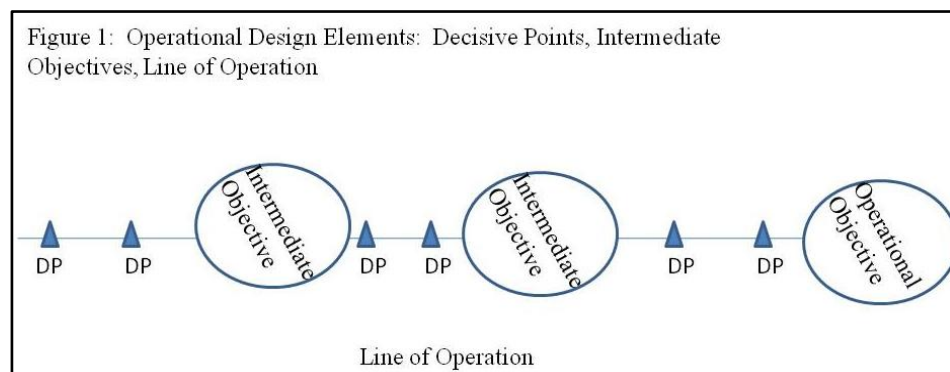 Figure 1:  Operational Design Elements:  Decisive Points, Intermediate
Objectives, Line of Operation
Intermediate
Objective
Intermediate
Objective
Operational
Objective
DP
DP
DP
DP
DP
DP
Line of Operation